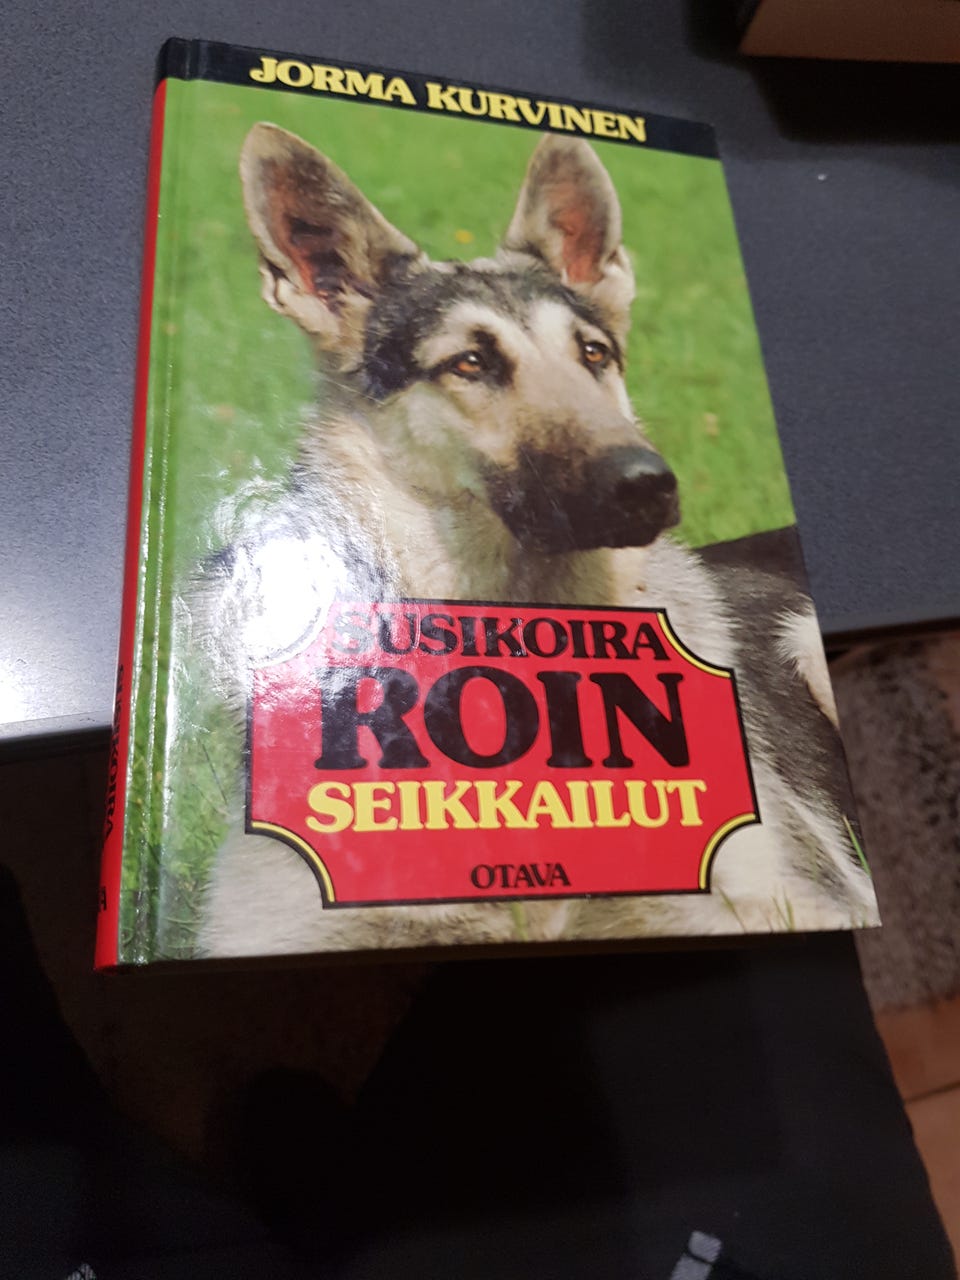 JORMA KURVINEN
SUSIKOIRA
ROIN
SEIKKAILUT
OTAVA